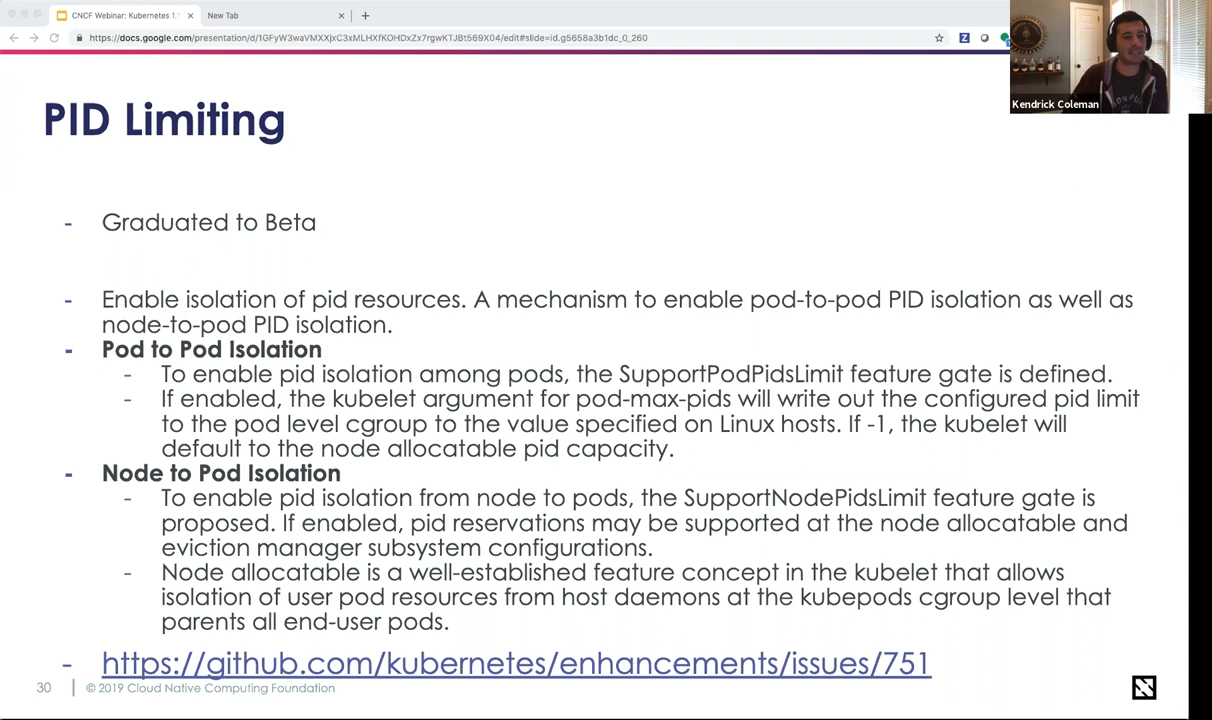 CNCF Webinar: Kubernetes 1.1
New Tab
https://docs.google.com/presentation/d/1GFyW3waVMXXjxC3xMLHXfKOHDxZx7rgwKTJBt569X04/edit#slide=id.g5658a3b1dc_0_260
Kendrick Coleman
PID Limiting
- Graduated to Beta
- Enable isolation of pid resources. A mechanism to enable pod-to-pod PID isolation as well as
node-to-pod PID isolation.
- Pod to Pod Isolation
- To enable pid isolation among pods, the SupportPodPidsLimit feature gate is defined.
- If enabled, the kubelet argument for pod-max-pids will write out the configured pid limit
to the pod level cgroup to the value specified on Linux hosts. If -1, the kubelet will
default to the node allocatable pid capacity.
- Node to Pod Isolation
- To enable pid isolation from node to pods, the SupportNodePidsLimit feature gate is
proposed. If enabled, pid reservations may be supported at the node allocatable and
eviction manager subsystem configurations.
- Node allocatable is a well-established feature concept in the kubelet that allows
isolation of user pod resources from host daemons at the kubepods cgroup level that
parents all end-user pods.
- https://github.com/kubernetes/enhancements/issues/751
30 | © 2019 Cloud Native Computing Foundation